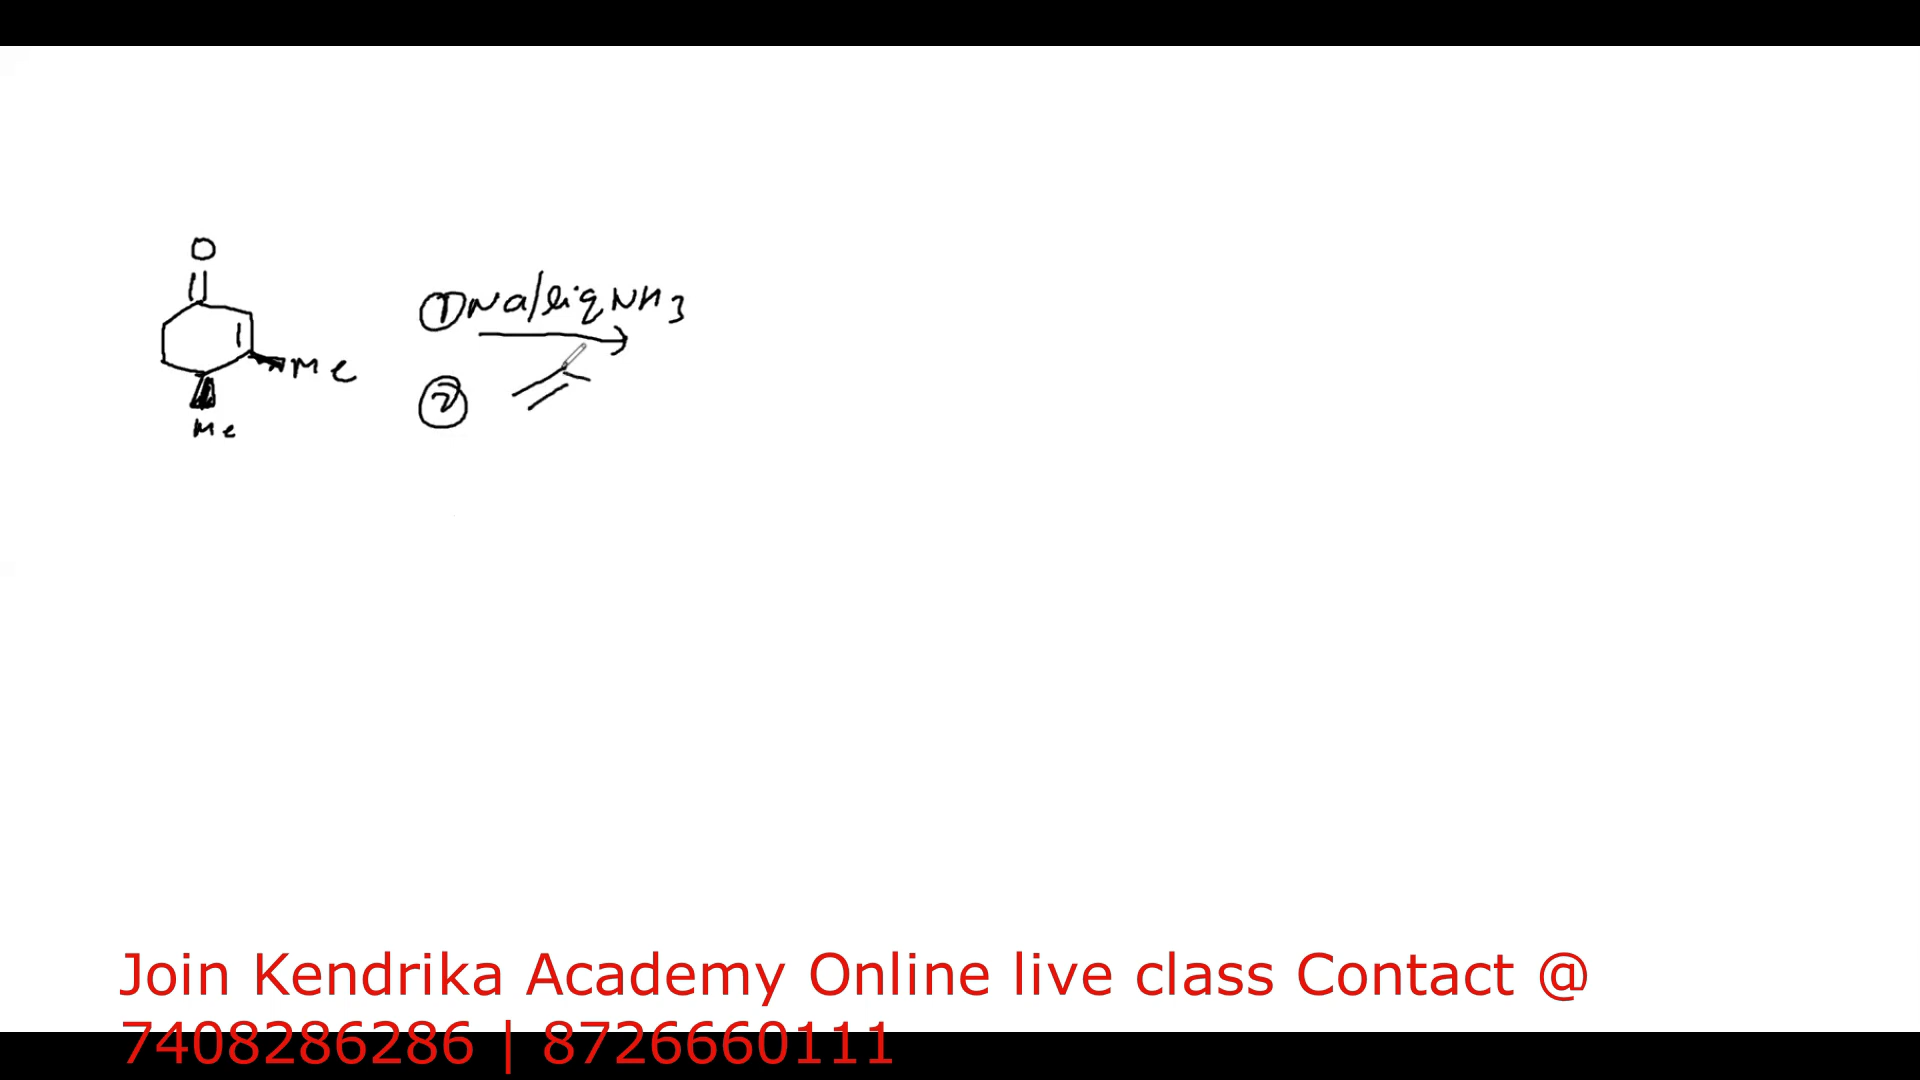 O
① Na/liq NH3
Me
②
Me
Join Kendrika Academy Online live class Contact @
7408286286 | 8726660111